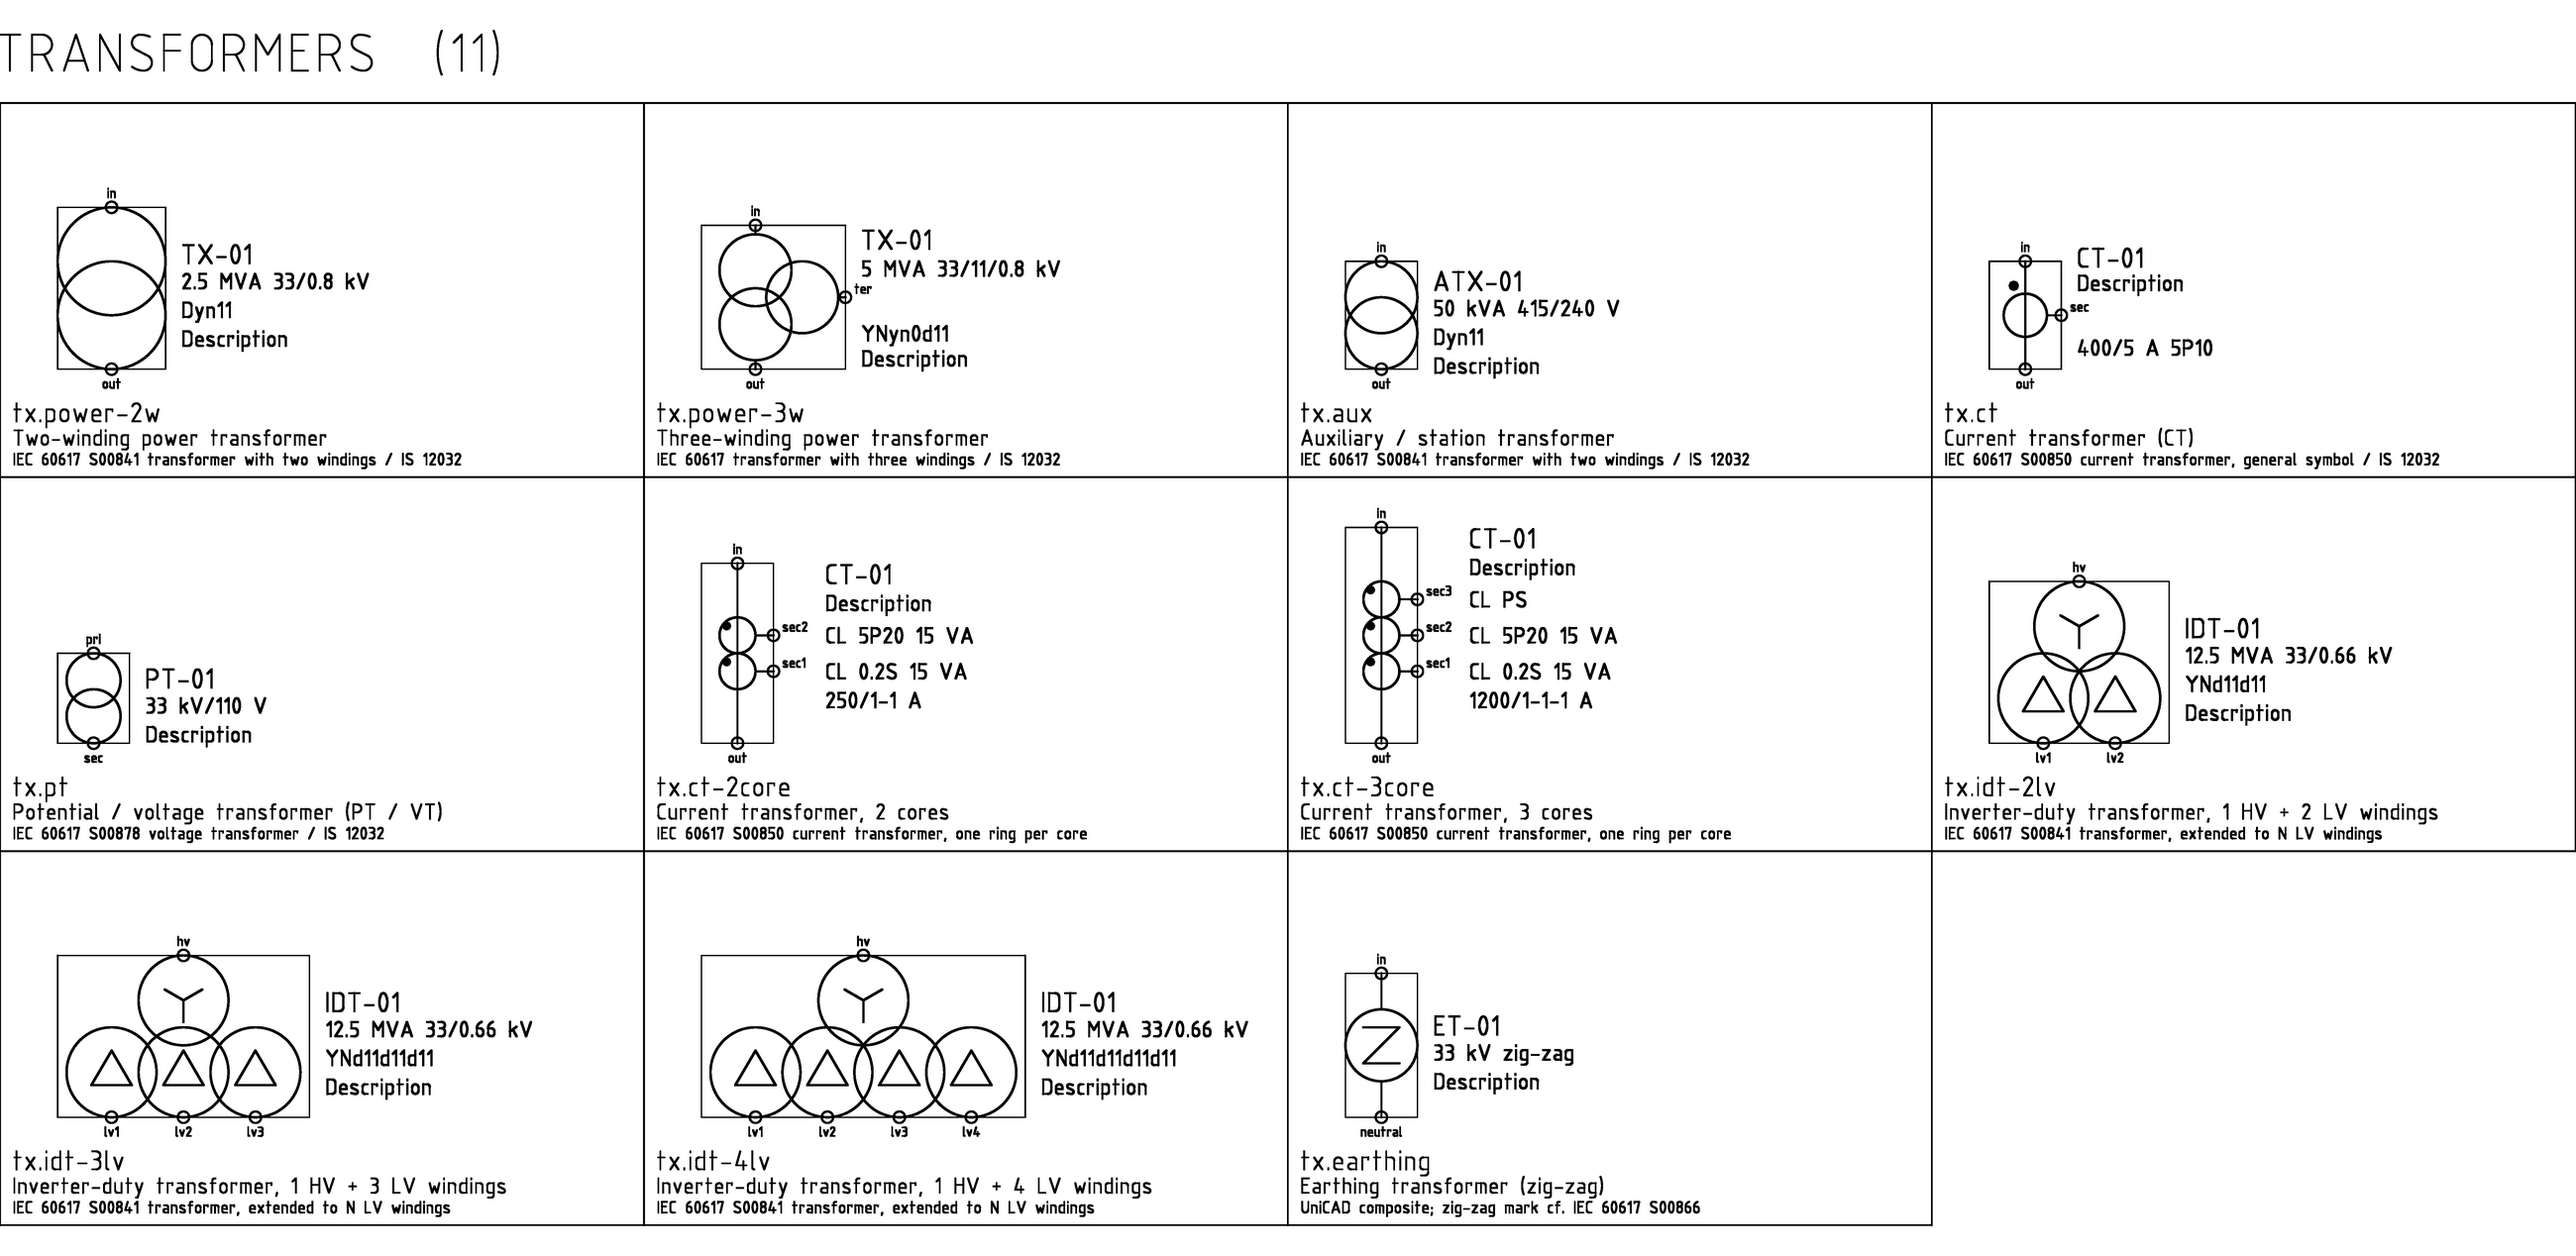 TRANSFORMERS (11)
in
TX-01
2.5 MVA 33/0.8 kV
Dyn11
Description
out
tx.power-2w
Two-winding power transformer
IEC 60617 S00841 transformer with two windings / IS 12032
in
TX-01
5 MVA 33/11/0.8 kV
ter
YNyn0d11
Description
out
tx.power-3w
Three-winding power transformer
IEC 60617 transformer with three windings / IS 12032
in
ATX-01
50 kVA 415/240 V
Dyn11
Description
out
tx.aux
Auxiliary / station transformer
IEC 60617 S00841 transformer with two windings / IS 12032
in
CT-01
Description
sec
400/5 A 5P10
out
tx.ct
Current transformer (CT)
IEC 60617 S00850 current transformer, general symbol / IS 12032
pri
PT-01
33 kV/110 V
Description
sec
tx.pt
Potential / voltage transformer (PT / VT)
IEC 60617 S00878 voltage transformer / IS 12032
in
CT-01
Description
sec2
CL 5P20 15 VA
sec1
CL 0.2S 15 VA
250/1-1 A
out
tx.ct-2core
Current transformer, 2 cores
IEC 60617 S00850 current transformer, one ring per core
in
CT-01
Description
sec3
CL PS
sec2
CL 5P20 15 VA
sec1
CL 0.2S 15 VA
1200/1-1-1 A
out
tx.ct-3core
Current transformer, 3 cores
IEC 60617 S00850 current transformer, one ring per core
hv
IDT-01
12.5 MVA 33/0.66 kV
YNd11d11
Description
lv1 lv2
tx.idt-2lv
Inverter-duty transformer, 1 HV + 2 LV windings
IEC 60617 S00841 transformer, extended to N LV windings
hv
IDT-01
12.5 MVA 33/0.66 kV
YNd11d11d11
Description
lv1 lv2 lv3
tx.idt-3lv
Inverter-duty transformer, 1 HV + 3 LV windings
IEC 60617 S00841 transformer, extended to N LV windings
hv
IDT-01
12.5 MVA 33/0.66 kV
YNd11d11d11d11
Description
lv1 lv2 lv3 lv4
tx.idt-4lv
Inverter-duty transformer, 1 HV + 4 LV windings
IEC 60617 S00841 transformer, extended to N LV windings
in
ET-01
33 kV zig-zag
Description
neutral
tx.earthing
Earthing transformer (zig-zag)
UniCAD composite; zig-zag mark cf. IEC 60617 S00866